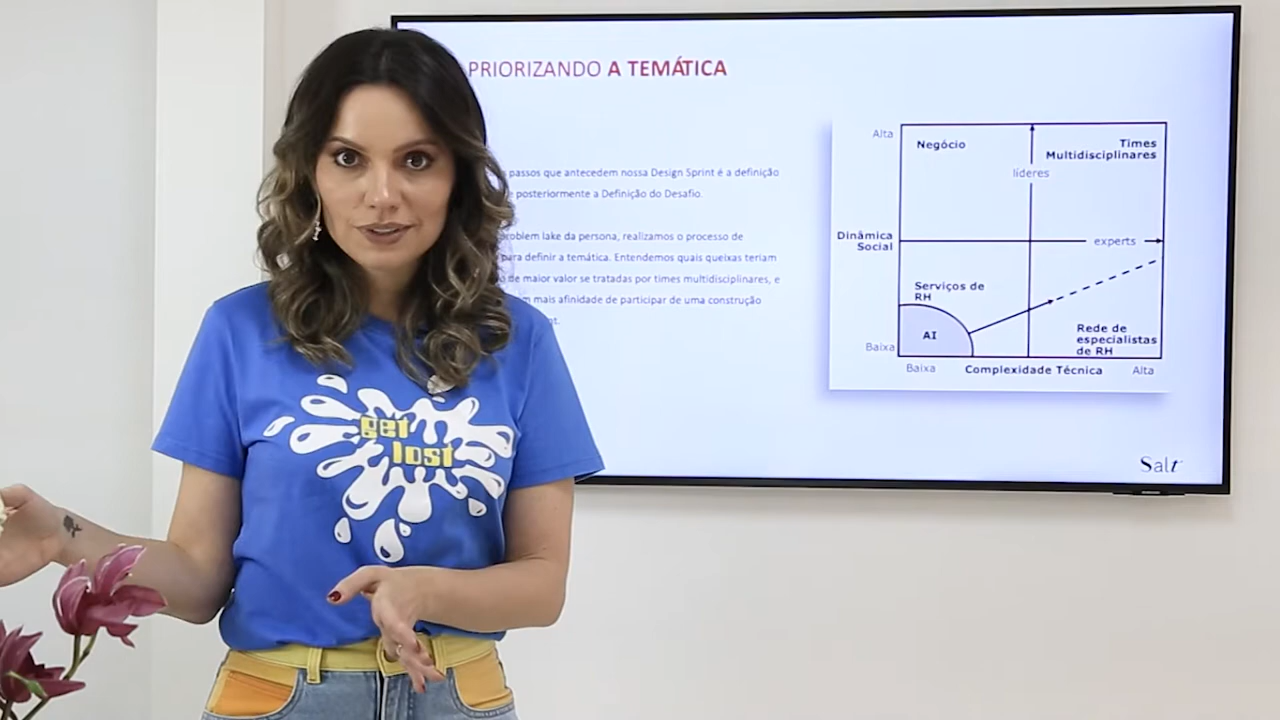 PRIORIZANDO A TEMÁTICA
passos que antecedem nossa Design Sprint é a definição
e posteriormente a Definição do Desafio.
problem lake da persona, realizamos o processo de
para definir a temática. Entendemos quais queixas teriam
de maior valor se tratadas por times multidisciplinares, e
mais afinidade de participar de uma construção
Alta
Negócio
Times
Multidisciplinares
líderes
Dinâmica
Social
experts
Serviços de
RH
AI
Rede de
especialistas
de RH
Baixa
Baixa
Complexidade Técnica
Alta
Salt
get
lost